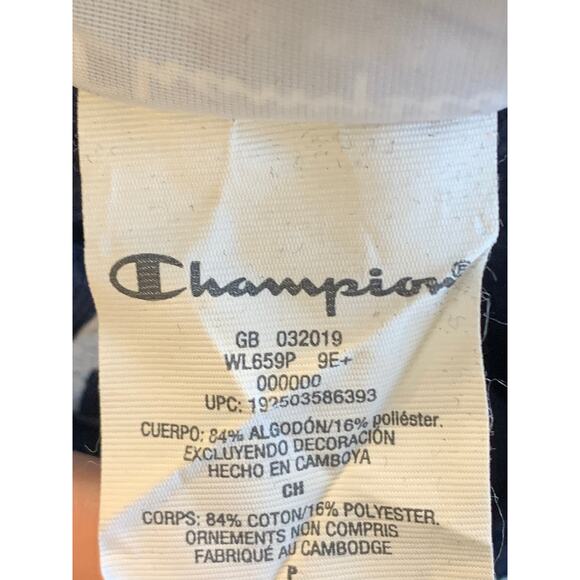 Champion®
GB 032019
WL659P 9E+
000000
UPC: 192503586393
CUERPO: 84% ALGODÓN/16% poliéster.
EXCLUYENDO DECORACIÓN
HECHO EN CAMBOYA
CH
CORPS: 84% COTON/16% POLYESTER.
ORNEMENTS NON COMPRIS
FABRIQUÉ AU CAMBODGE
P